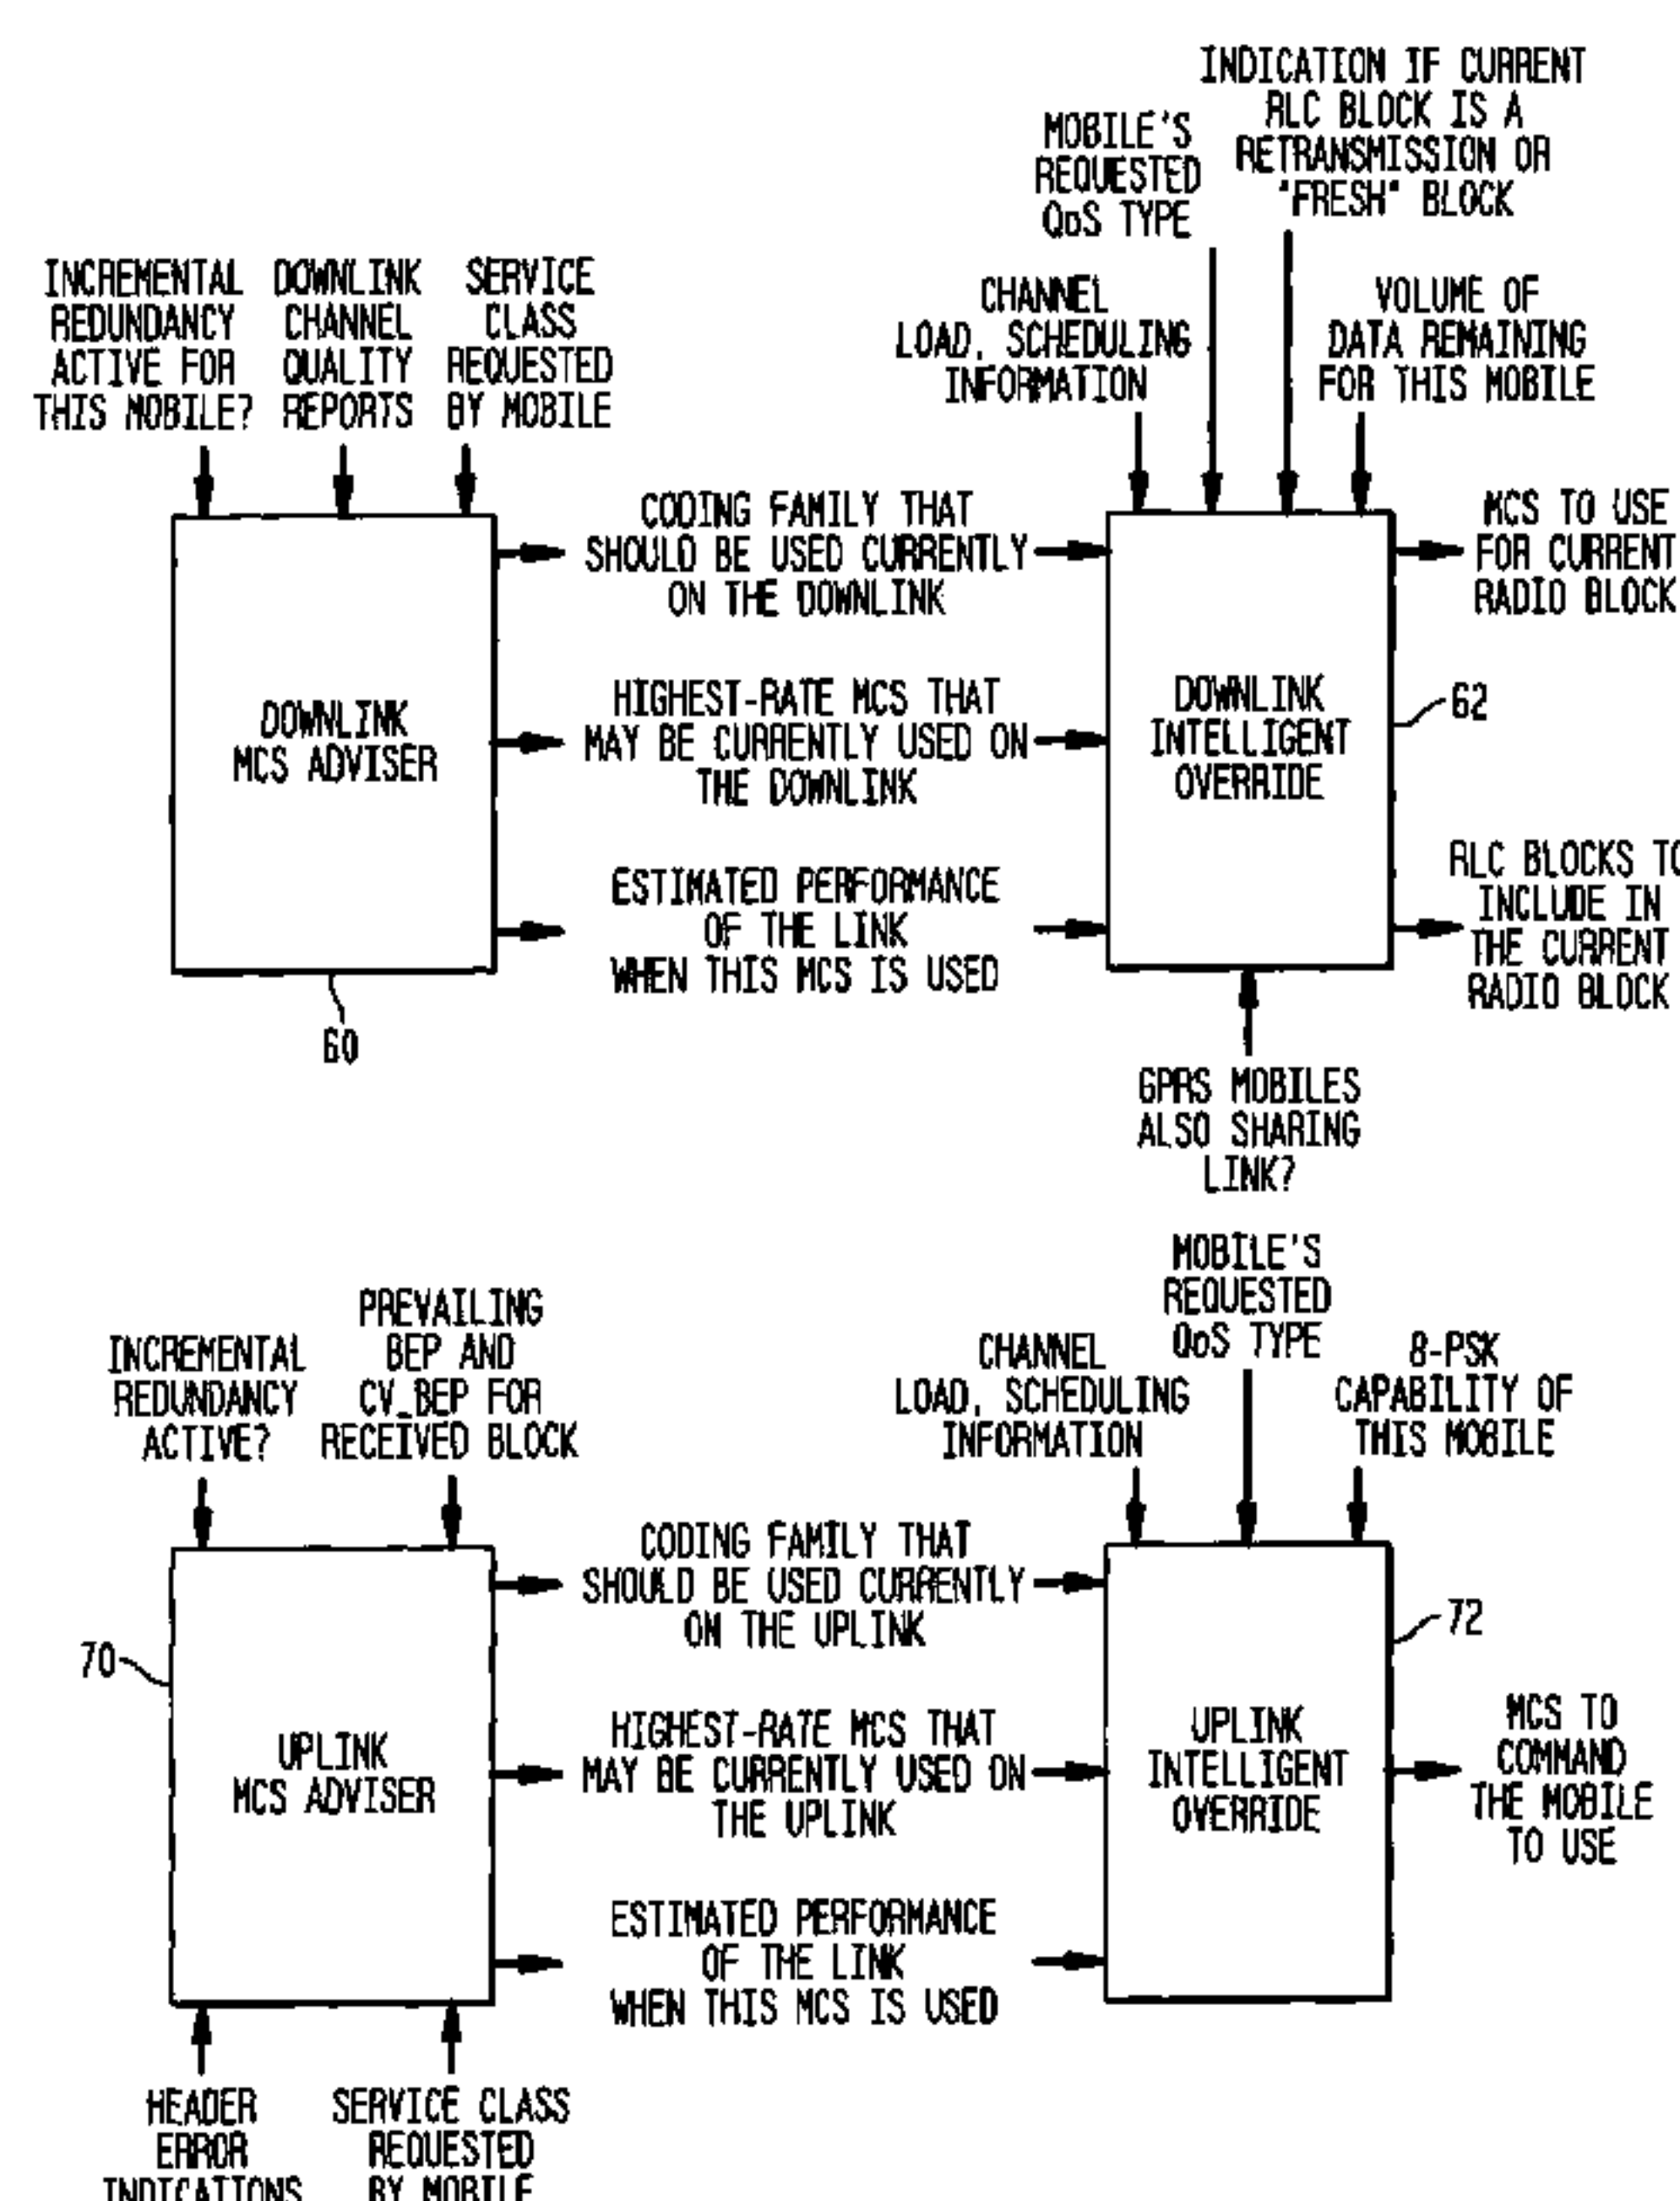 INDICATION IF CURRENT
RLC BLOCK IS A
RETRANSMISSION OR
"FRESH" BLOCK
MOBILE'S
REQUESTED
QoS TYPE
INCREMENTAL
REDUNDANCY
ACTIVE FOR
THIS MOBILE?
DOWNLINK
CHANNEL
QUALITY
REPORTS
SERVICE
CLASS
REQUESTED
BY MOBILE
CHANNEL
LOAD, SCHEDULING
INFORMATION
VOLUME OF
DATA REMAINING
FOR THIS MOBILE
DOWNLINK
MCS ADVISER
60
CODING FAMILY THAT
SHOULD BE USED CURRENTLY
ON THE DOWNLINK
HIGHEST-RATE MCS THAT
MAY BE CURRENTLY USED ON
THE DOWNLINK
ESTIMATED PERFORMANCE
OF THE LINK
WHEN THIS MCS IS USED
DOWNLINK
INTELLIGENT
OVERRIDE
62
MCS TO USE
FOR CURRENT
RADIO BLOCK
RLC BLOCKS TO
INCLUDE IN
THE CURRENT
RADIO BLOCK
GPRS MOBILES
ALSO SHARING
LINK?
INCREMENTAL
REDUNDANCY
ACTIVE?
PREVAILING
BEP AND
CV_BEP FOR
RECEIVED BLOCK
CHANNEL
LOAD, SCHEDULING
INFORMATION
MOBILE'S
REQUESTED
QoS TYPE
8-PSK
CAPABILITY OF
THIS MOBILE
70
UPLINK
MCS ADVISER
CODING FAMILY THAT
SHOULD BE USED CURRENTLY
ON THE UPLINK
HIGHEST-RATE MCS THAT
MAY BE CURRENTLY USED ON
THE UPLINK
ESTIMATED PERFORMANCE
OF THE LINK
WHEN THIS MCS IS USED
UPLINK
INTELLIGENT
OVERRIDE
72
MCS TO
COMMAND
THE MOBILE
TO USE
HEADER
ERROR
INDICATIONS
SERVICE CLASS
REQUESTED
BY MOBILE